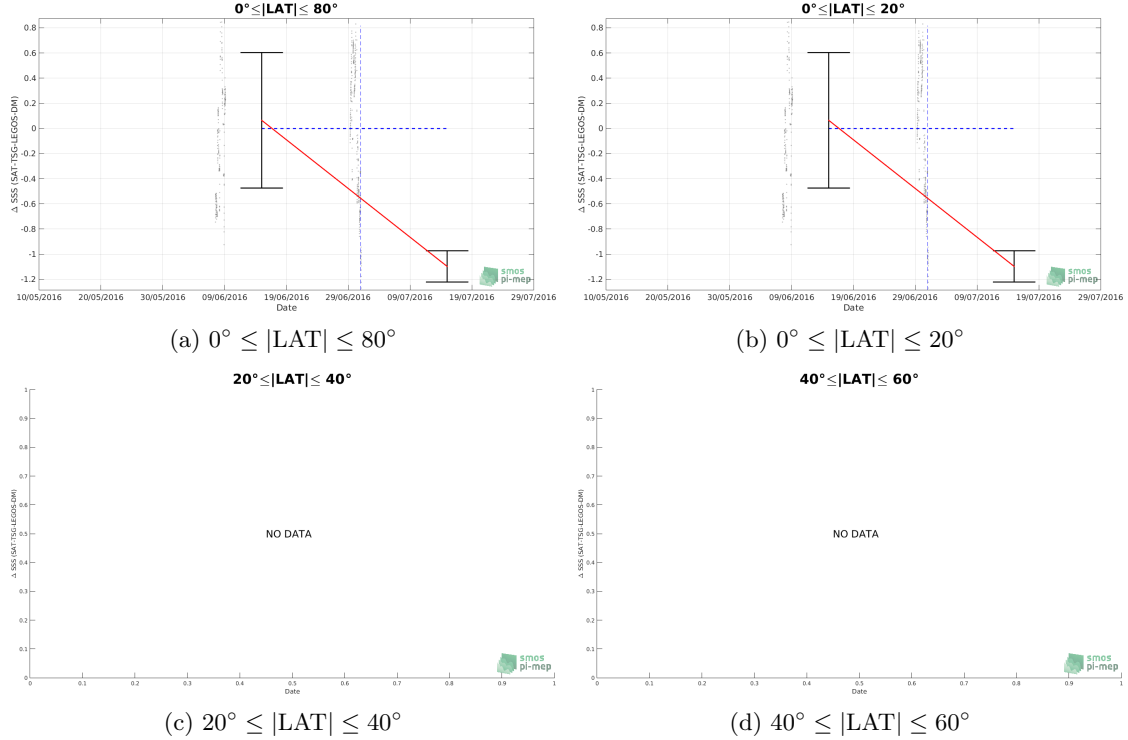 0°≤|LAT|≤ 80°
0.8
0.6
0.4
0.2
0
-0.2
-0.4
-0.6
-0.8
-1
-1.2
Δ SSS (SAT-TSG-LEGOS-DM)
10/05/2016 20/05/2016 30/05/2016 09/06/2016 19/06/2016 29/06/2016 09/07/2016 19/07/2016 29/07/2016
Date
smos
pi-mep
(a) 0° ≤ |LAT| ≤ 80°
0°≤|LAT|≤ 20°
0.8
0.6
0.4
0.2
0
-0.2
-0.4
-0.6
-0.8
-1
-1.2
Δ SSS (SAT-TSG-LEGOS-DM)
10/05/2016 20/05/2016 30/05/2016 09/06/2016 19/06/2016 29/06/2016 09/07/2016 19/07/2016 29/07/2016
Date
smos
pi-mep
(b) 0° ≤ |LAT| ≤ 20°
20°≤|LAT|≤ 40°
1
0.9
0.8
0.7
0.6
0.5
0.4
0.3
0.2
0.1
0
Δ SSS (SAT-TSG-LEGOS-DM)
NO DATA
0 0.1 0.2 0.3 0.4 0.5 0.6 0.7 0.8 0.9 1
Date
smos
pi-mep
(c) 20° ≤ |LAT| ≤ 40°
40°≤|LAT|≤ 60°
1
0.9
0.8
0.7
0.6
0.5
0.4
0.3
0.2
0.1
0
Δ SSS (SAT-TSG-LEGOS-DM)
NO DATA
0 0.1 0.2 0.3 0.4 0.5 0.6 0.7 0.8 0.9 1
Date
smos
pi-mep
(d) 40° ≤ |LAT| ≤ 60°